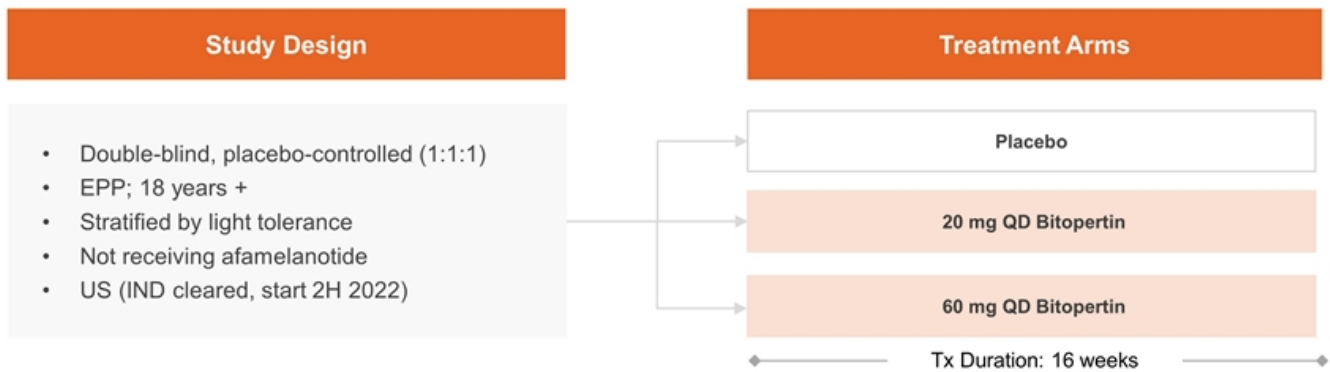 Study Design
• Double-blind, placebo-controlled (1:1:1)
• EPP; 18 years +
• Stratified by light tolerance
• Not receiving afamelanotide
• US (IND cleared, start 2H 2022)
Treatment Arms
Placebo
20 mg QD Bitopertin
60 mg QD Bitopertin
Tx Duration: 16 weeks